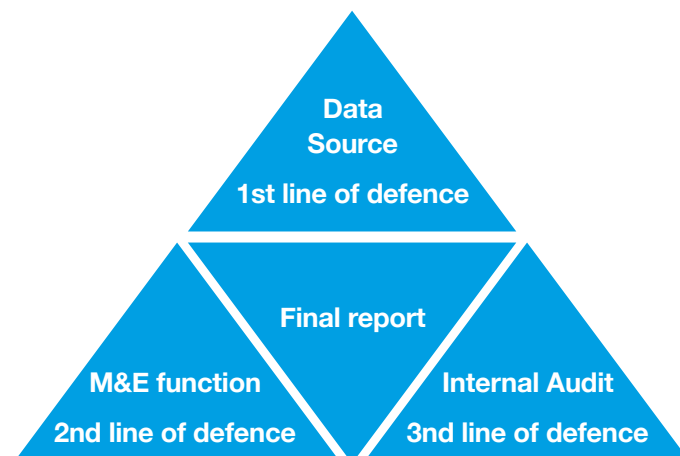 Data
Source
1st line of defence
Final report
M&E function
2nd line of defence
Internal Audit
3nd line of defence